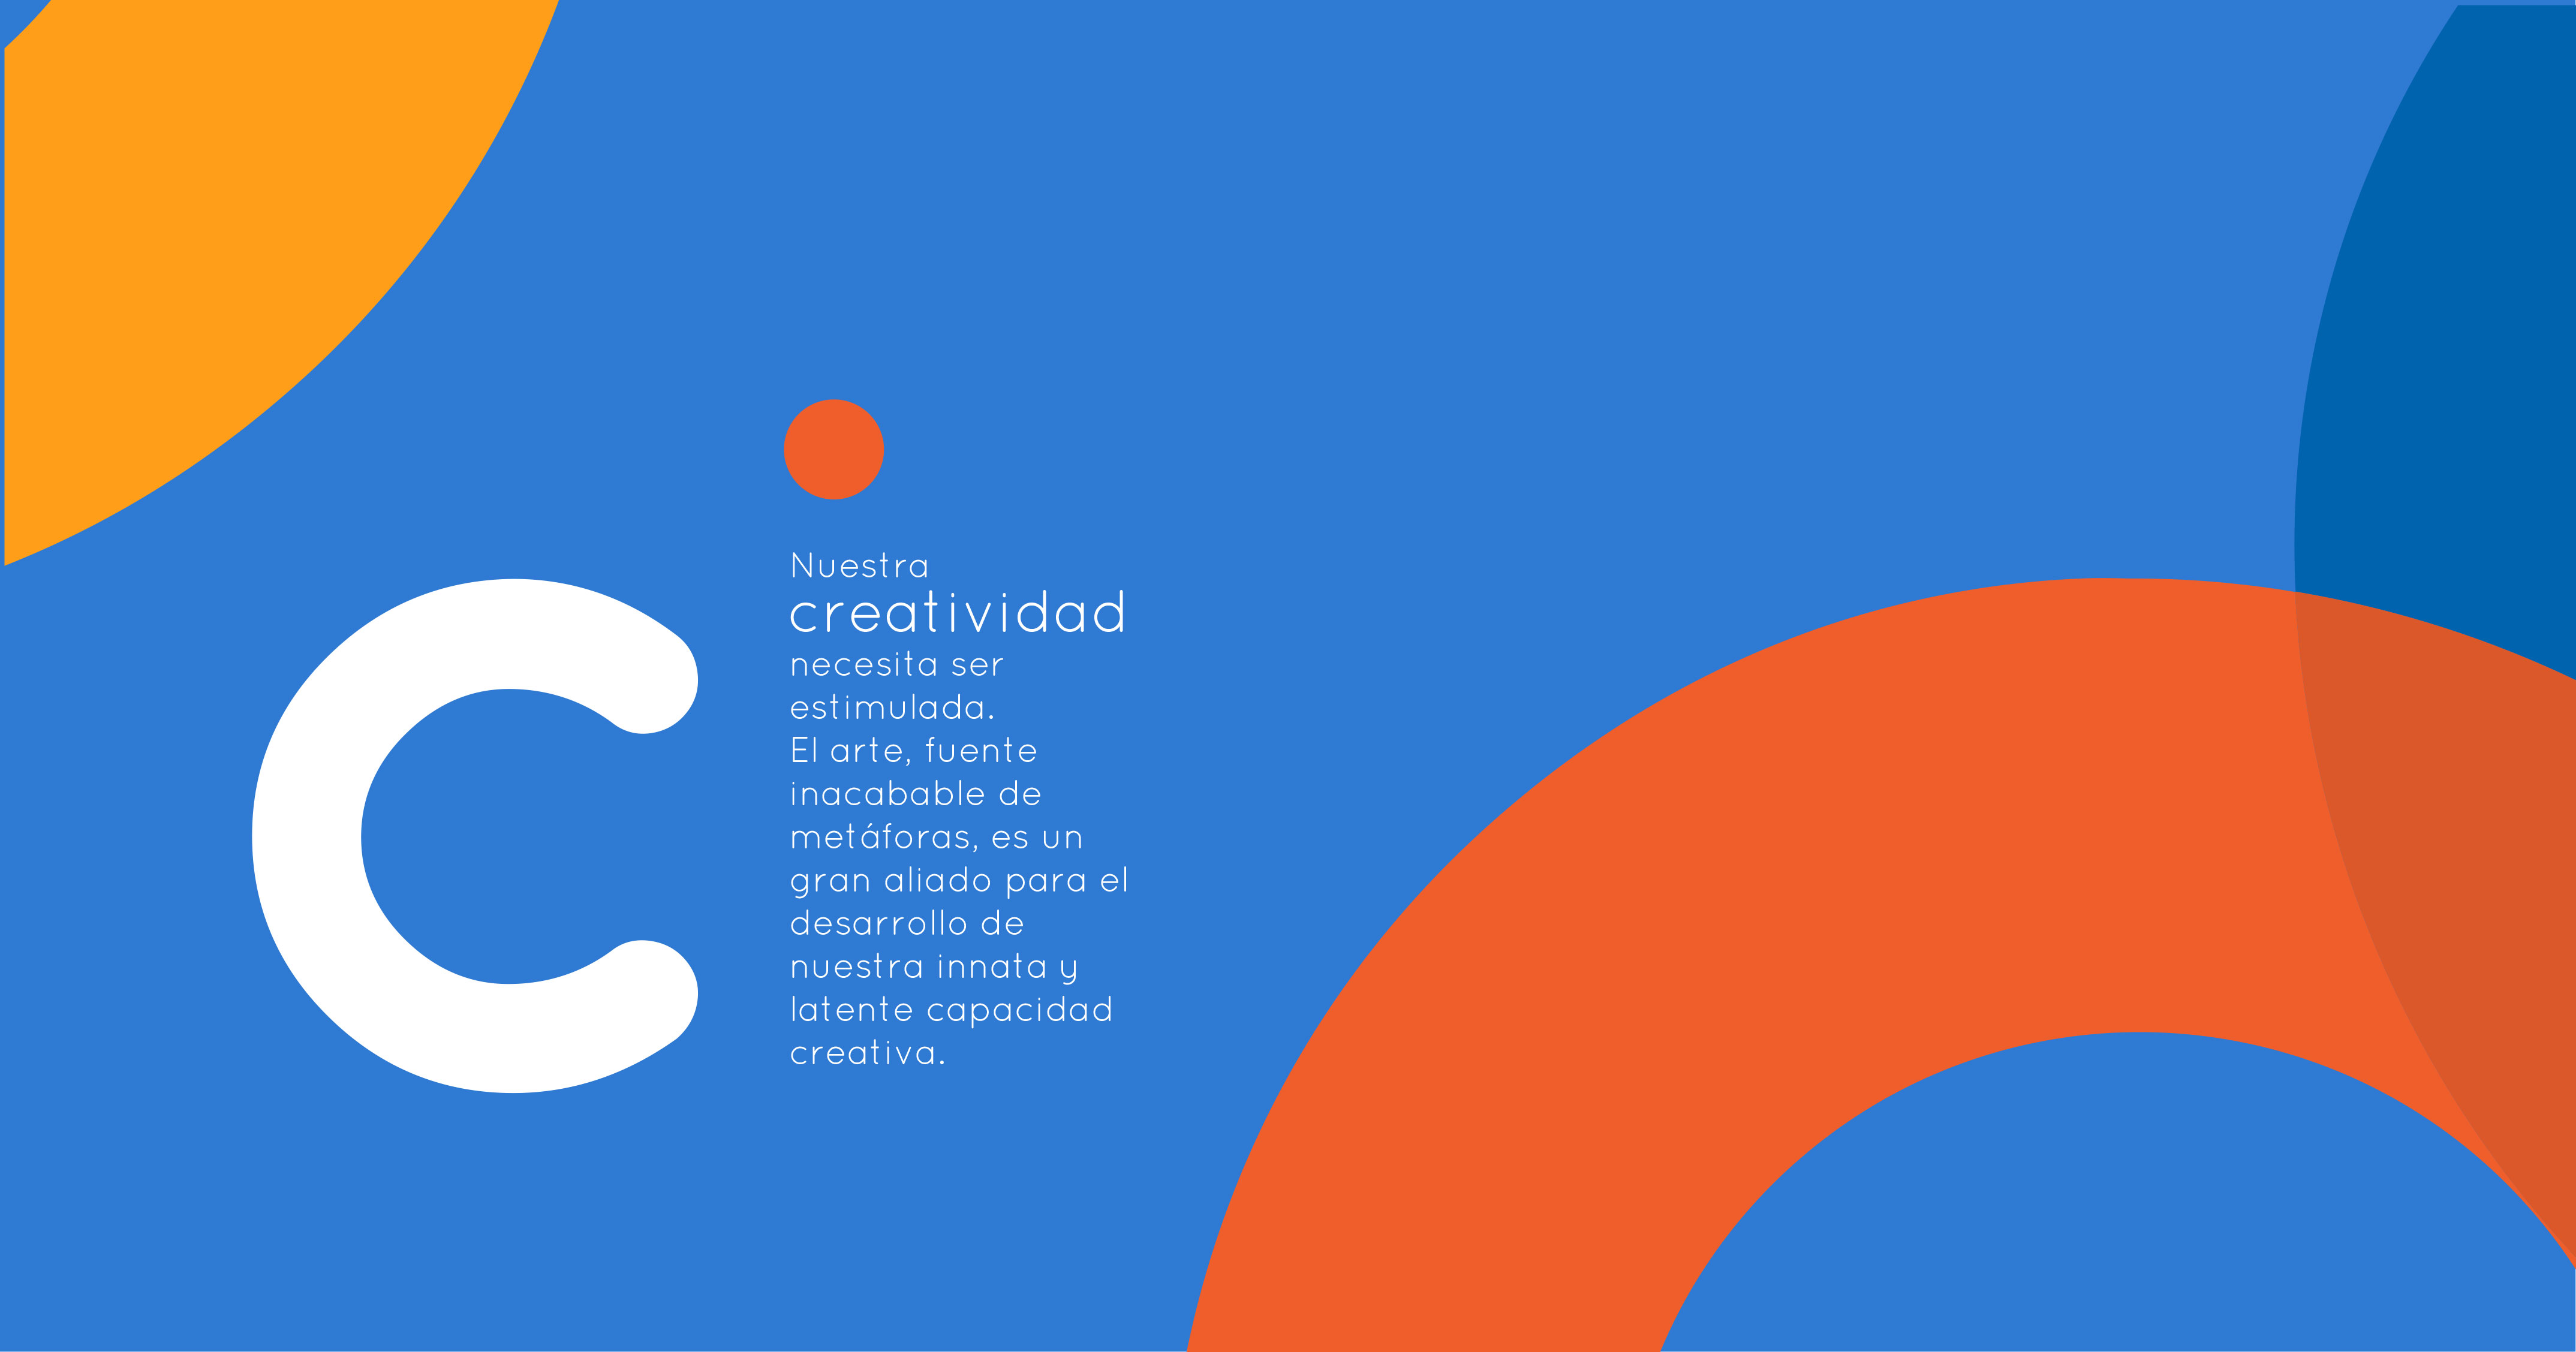 c
Nuestra
creatividad
necesita ser
estimulada.
El arte, fuente
inacabable de
metáforas, es un
gran aliado para el
desarrollo de
nuestra innata y
latente capacidad
creativa.